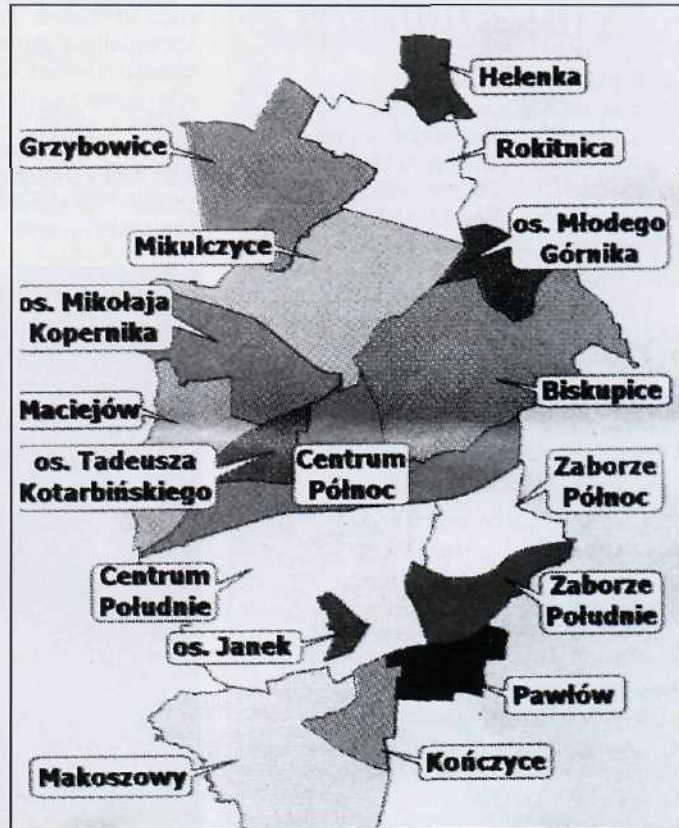 Helenka
Grzybowice
Rokitnica
os. Młodego
Górnika
Mikulczyce
os. Mikołaja
Kopernika
Maciejów
Biskupice
os. Tadeusza
Kotarbińskiego
Centrum
Północ
Zaborze
Północ
Centrum
Południe
Zaborze
Południe
os. Janek
Pawłów
Makoszowy
Kończyce